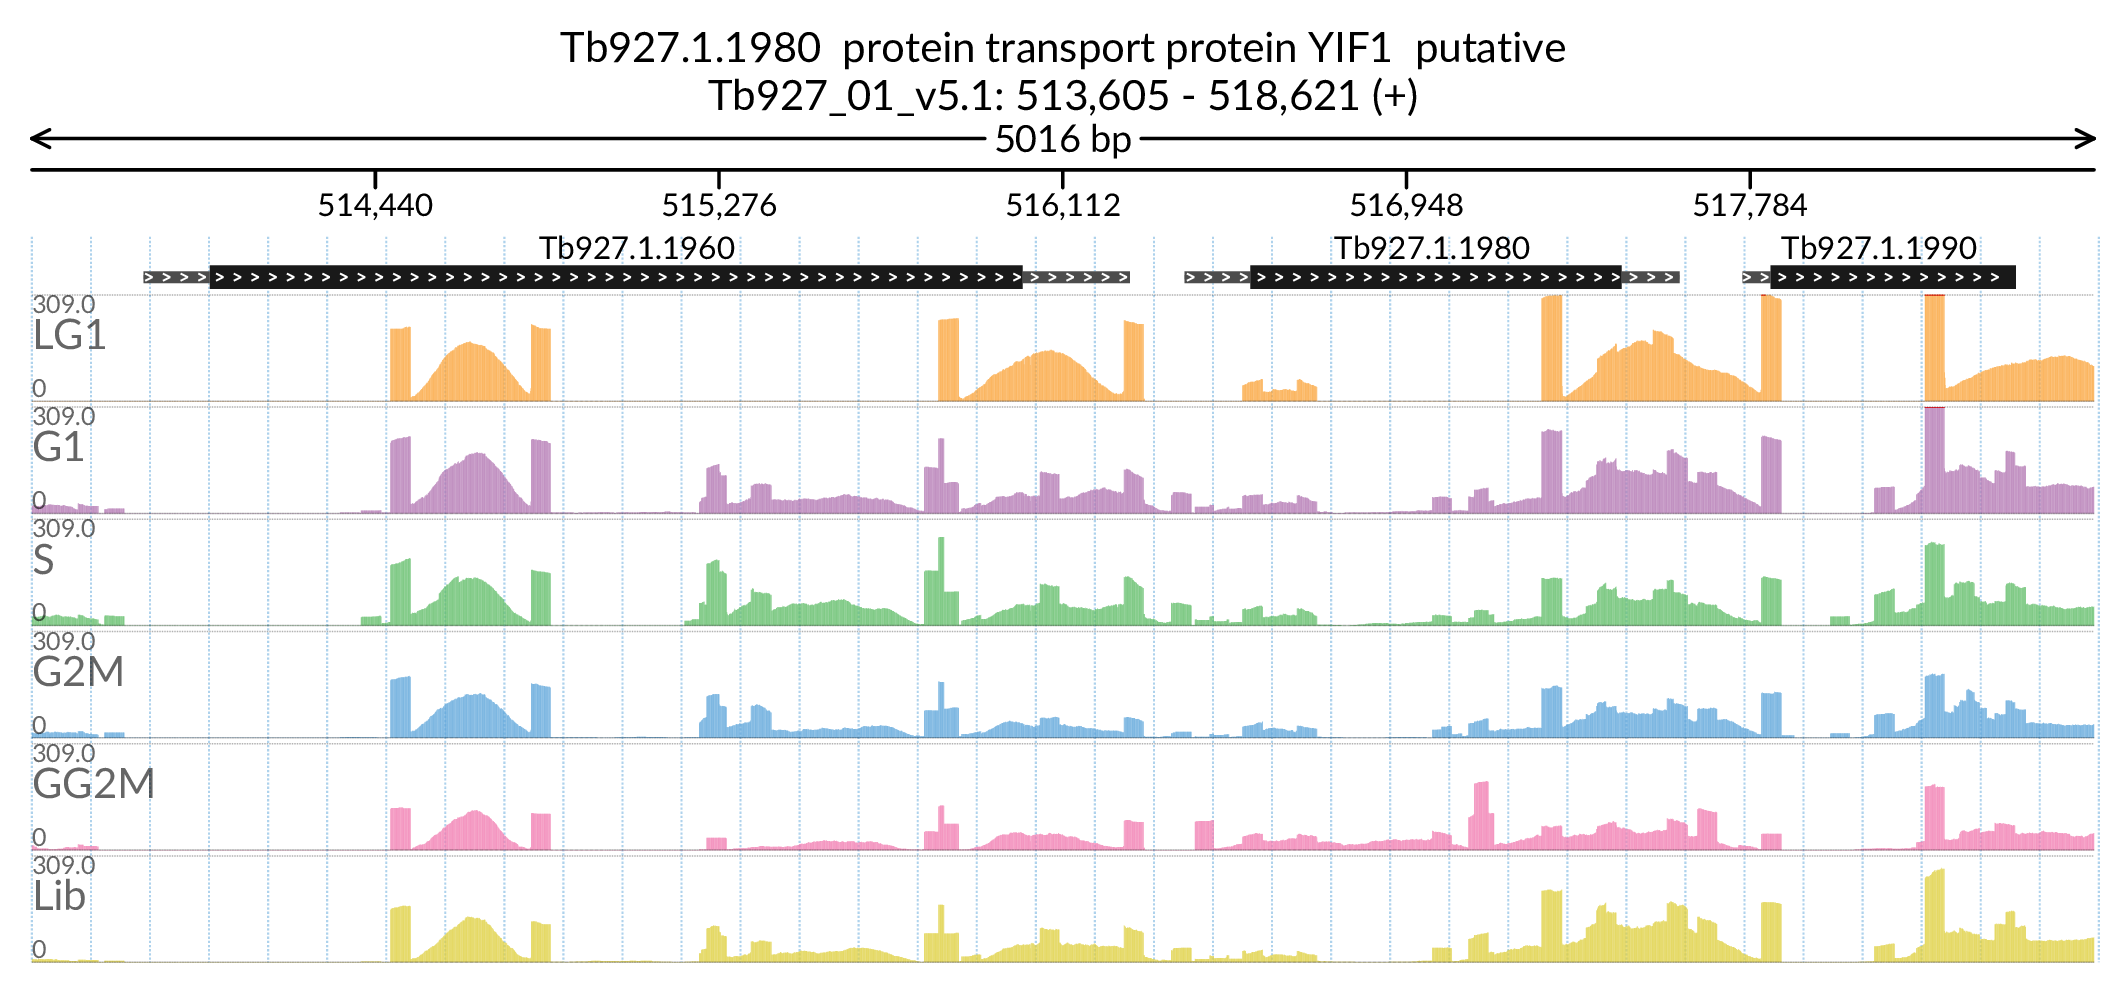 Tb927.1.1980 protein transport protein YIF1 putative
Tb927_01_v5.1: 513,605 - 518,621 (+)
5016 bp
514,440 515,276 516,112 516,948 517,784
Tb927.1.1960 Tb927.1.1980 Tb927.1.1990
309.0
LG1
0
309.0
G1
0
309.0
S
0
309.0
G2M
0
309.0
GG2M
0
309.0
Lib
0